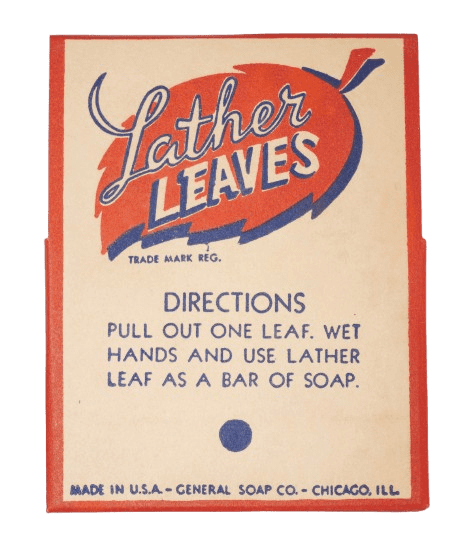 Lather
LEAVES
TRADE MARK REG.
DIRECTIONS
PULL OUT ONE LEAF. WET
HANDS AND USE LATHER
LEAF AS A BAR OF SOAP.
MADE IN U.S.A. - GENERAL SOAP CO. - CHICAGO, ILL.